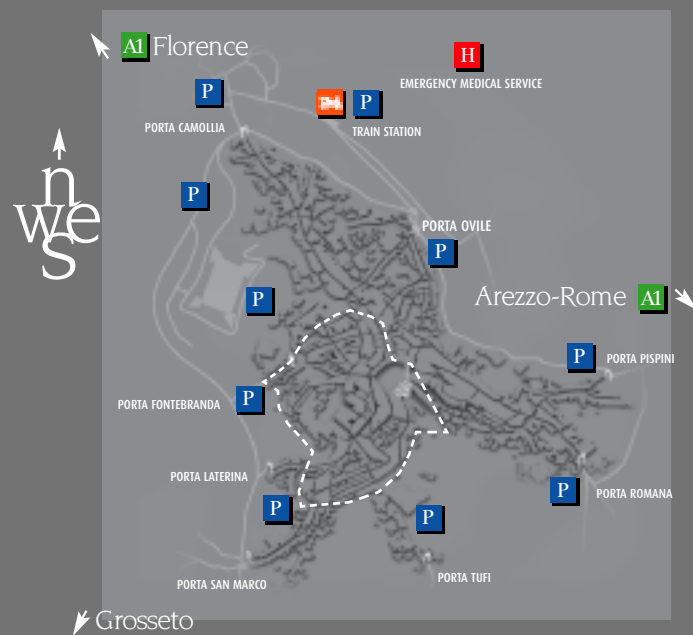 A1 Florence
H
EMERGENCY MEDICAL SERVICE
P
P
TRAIN STATION
PORTA CAMOLLIA
n
w e
s
P
PORTA OVILE
P
Arezzo-Rome A1
P
P
PORTA PISPINI
P
PORTA FONTEBRANDA
PORTA LATERINA
P
PORTA ROMANA
P
P
PORTA TUFI
PORTA SAN MARCO
Grosseto